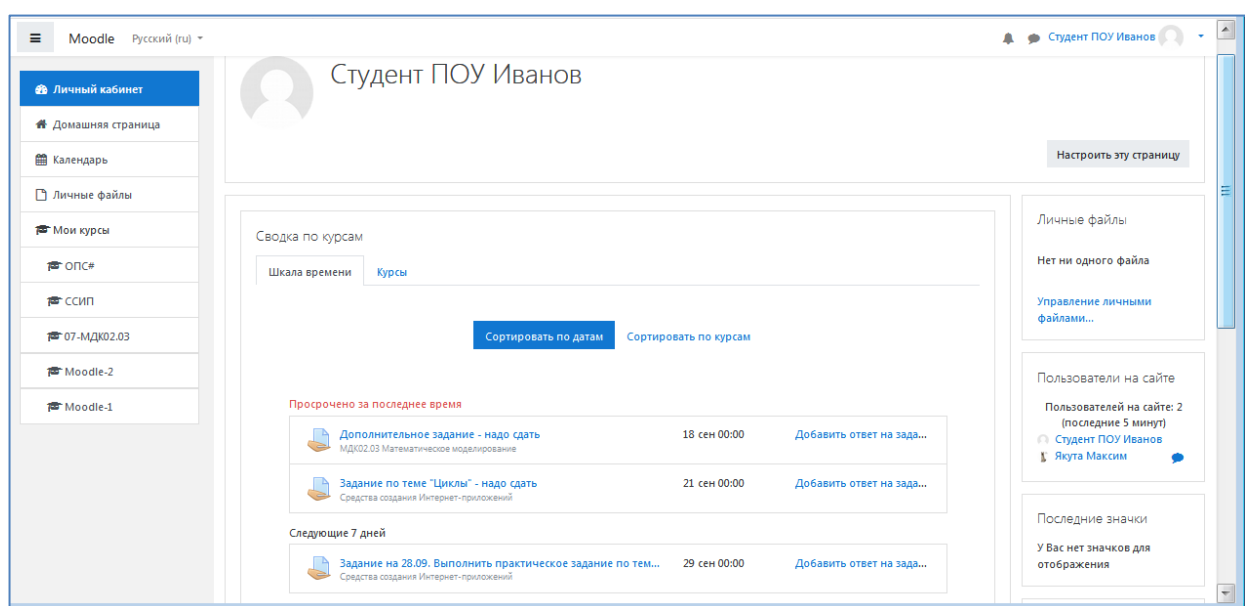 Moodle Русский (ru)
Студент ПОУ Иванов
Личный кабинет
Домашняя страница
Календарь
Личные файлы
Мои курсы
ОПС#
ССИП
07-МДК02.03
Moodle-2
Moodle-1
Студент ПОУ Иванов
Настроить эту страницу
Сводка по курсам
Шкала времени Курсы
Сортировать по датам Сортировать по курсам
Просрочено за последнее время
Дополнительное задание - надо сдать 18 сен 00:00 Добавить ответ на зада...
МДК02.03 Математическое моделирование
Задание по теме "Циклы" - надо сдать 21 сен 00:00 Добавить ответ на зада...
Средства создания Интернет-приложений
Следующие 7 дней
Задание на 28.09. Выполнить практическое задание по тем... 29 сен 00:00 Добавить ответ на зада...
Средства создания Интернет-приложений
Личные файлы
Нет ни одного файла
Управление личными
файлами...
Пользователи на сайте
Пользователей на сайте: 2
(последние 5 минут)
Студент ПОУ Иванов
Якута Максим
Последние значки
У Вас нет значков для
отображения